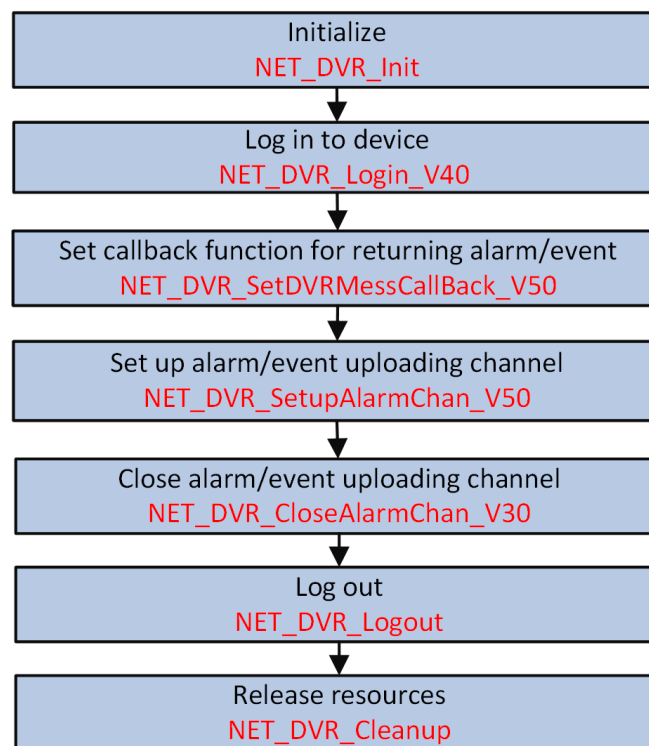 Initialize
NET_DVR_Init
Log in to device
NET_DVR_Login_V40
Set callback function for returning alarm/event
NET_DVR_SetDVRMessCallBack_V50
Set up alarm/event uploading channel
NET_DVR_SetupAlarmChan_V50
Close alarm/event uploading channel
NET_DVR_CloseAlarmChan_V30
Log out
NET_DVR_Logout
Release resources
NET_DVR_Cleanup